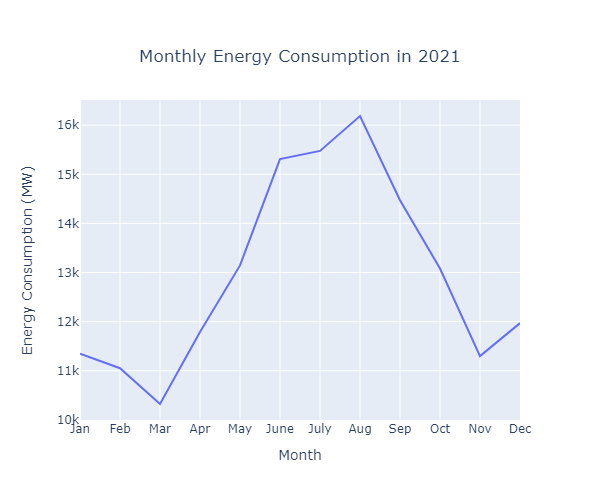 Monthly Energy Consumption in 2021
Energy Consumption (MW)
16k
15k
14k
13k
12k
11k
10k
Jan Feb Mar Apr May June July Aug Sep Oct Nov Dec
Month